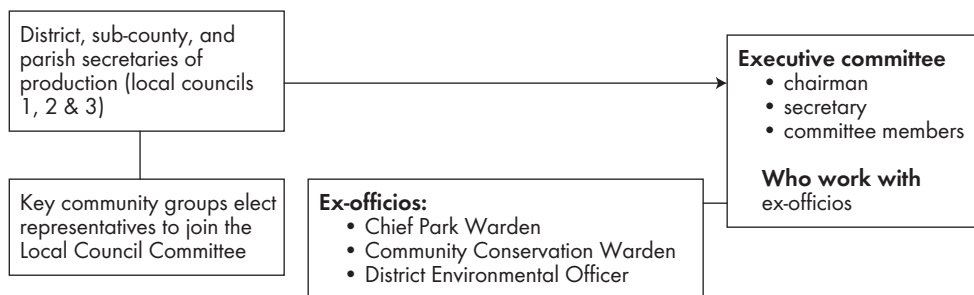 District, sub-county, and
parish secretaries of
production (local councils
1, 2 & 3)
Key community groups elect
representatives to join the
Local Council Committee
Ex-officios:
• Chief Park Warden
• Community Conservation Warden
• District Environmental Officer
Executive committee
• chairman
• secretary
• committee members
Who work with
ex-officios